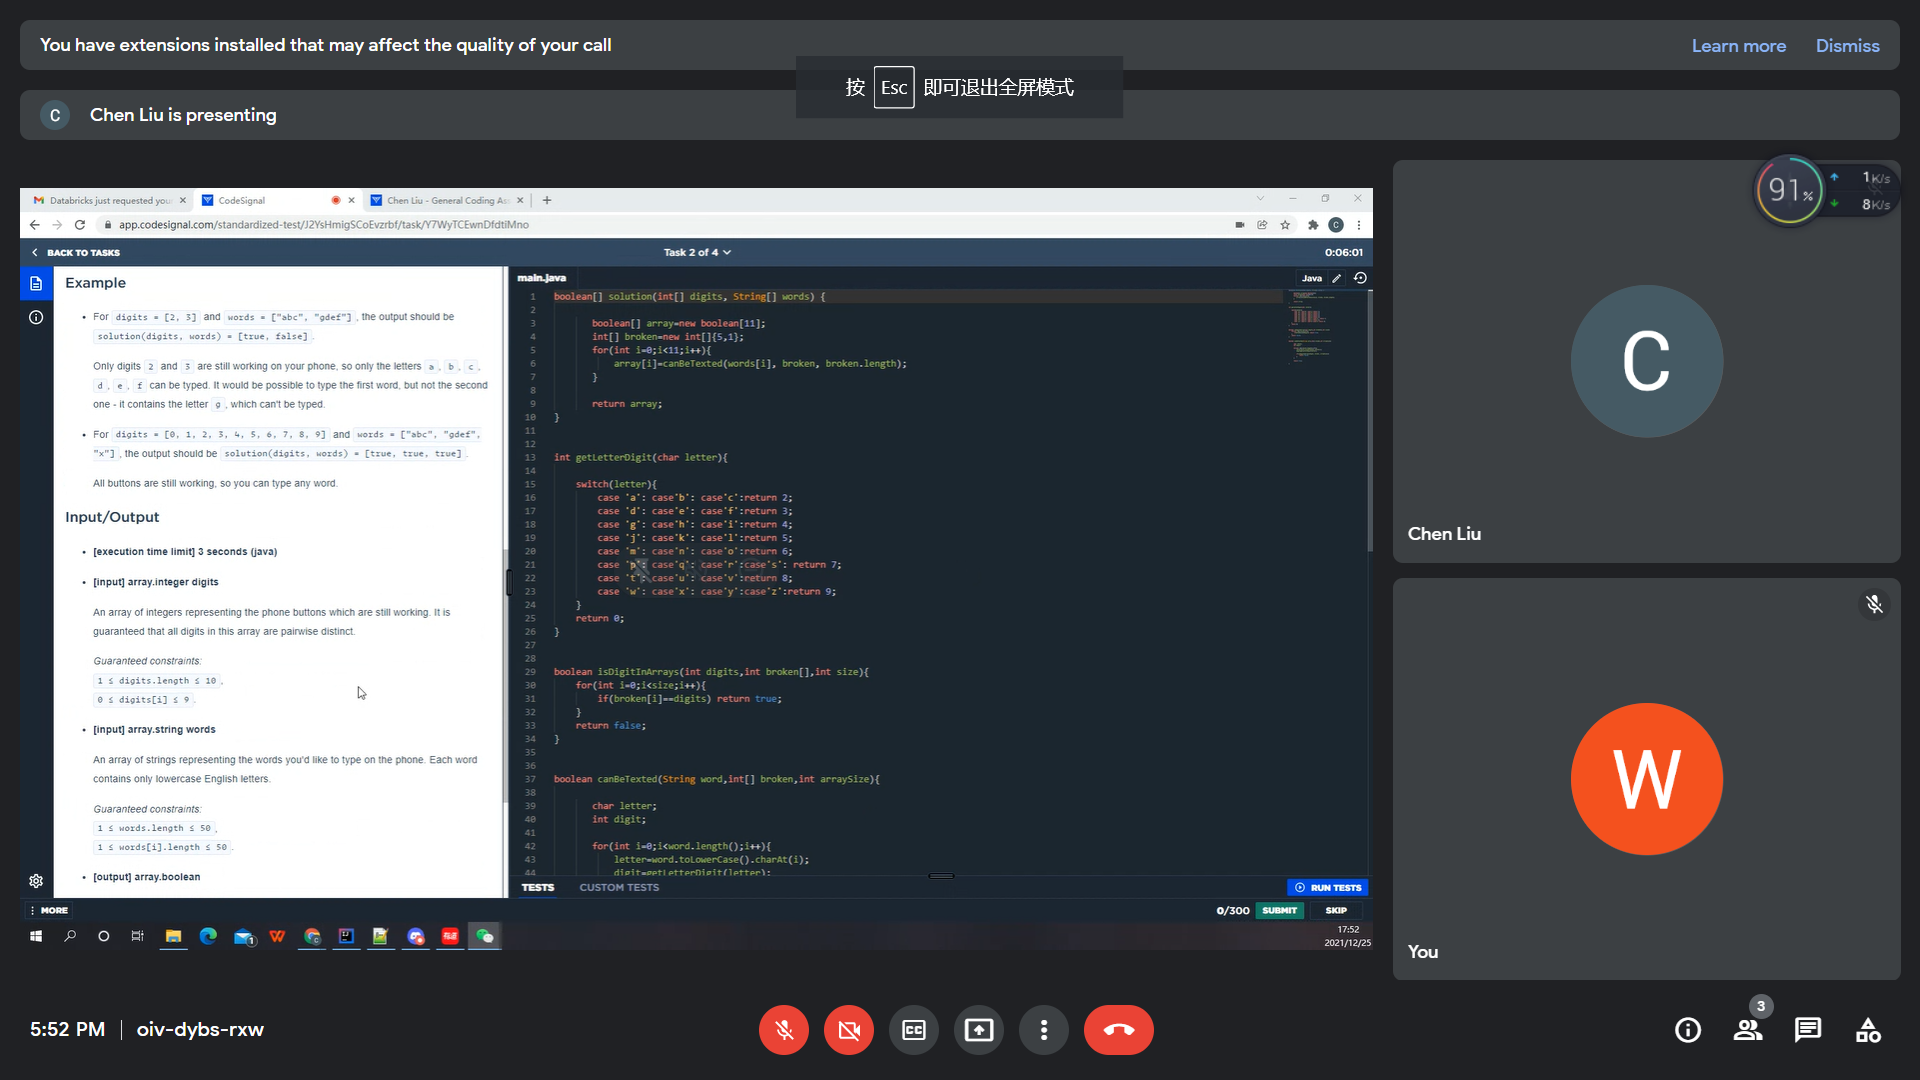 You have extensions installed that may affect the quality of your call
Learn more
Dismiss
按 Esc 即可退出全屏模式
C Chen Liu is presenting
91%
1K/s
8K/s
Databricks just requested your
CodeSignal
Chen Liu - General Coding Ass
app.codesignal.com/standardized-test/J2YsHmigSCoEvzrbf/task/Y7WyTCEwnDfdtiMno
C
BACK TO TASKS
Task 2 of 4
0:06:01
Example
• For digits = [2, 3] and words = ["abc", "gdef"], the output should be
solution(digits, words) = [true, false].
Only digits 2 and 3 are still working on your phone, so only the letters a, b, c,
d, e, f can be typed. It would be possible to type the first word, but not the second
one - it contains the letter g, which can't be typed.
• For digits = [0, 1, 2, 3, 4, 5, 6, 7, 8, 9] and words = ["abc", "gdef",
"x"], the output should be solution(digits, words) = [true, true, true].
All buttons are still working, so you can type any word.
Input/Output
• [execution time limit] 3 seconds (java)
• [input] array.integer digits
An array of integers representing the phone buttons which are still working. It is
guaranteed that all digits in this array are pairwise distinct.
Guaranteed constraints:
1 ≤ digits.length ≤ 10,
0 ≤ digits[i] ≤ 9.
• [input] array.string words
An array of strings representing the words you'd like to type on the phone. Each word
contains only lowercase English letters.
Guaranteed constraints:
1 ≤ words.length ≤ 50,
1 ≤ words[i].length ≤ 50.
• [output] array.boolean
main.java
Java
1 boolean[] solution(int[] digits, String[] words) {
2
3 boolean[] array=new boolean[11];
4 int[] broken=new int[]{5,1};
5 for(int i=0;i<11;i++){
6 array[i]=canBeTexted(words[i], broken, broken.length);
7 }
8
9 return array;
10 }
11
12
13 int getLetterDigit(char letter){
14
15 switch(letter){
16 case 'a': case'b': case'c':return 2;
17 case 'd': case'e': case'f':return 3;
18 case 'g': case'h': case'i':return 4;
19 case 'j': case'k': case'l':return 5;
20 case 'm': case'n': case'o':return 6;
21 case 'p': case'q': case'r':case's': return 7;
22 case 't': case'u': case'v':return 8;
23 case 'w': case'x': case'y':case'z':return 9;
24 }
25 return 0;
26 }
27
28
29 boolean isDigitInArrays(int digits,int broken[],int size){
30 for(int i=0;i<size;i++){
31 if(broken[i]==digits) return true;
32 }
33 return false;
34 }
35
36
37 boolean canBeTexted(String word,int[] broken,int arraySize){
38
39 char letter;
40 int digit;
41
42 for(int i=0;i<word.length();i++){
43 letter=word.toLowerCase().charAt(i);
44 digit=getLetterDigit(letter);
TESTS
CUSTOM TESTS
RUN TESTS
MORE
0/300
SUBMIT
SKIP
17:52
2021/12/25
C
Chen Liu
W
You
5:52 PM | oiv-dybs-rxw
CC
3